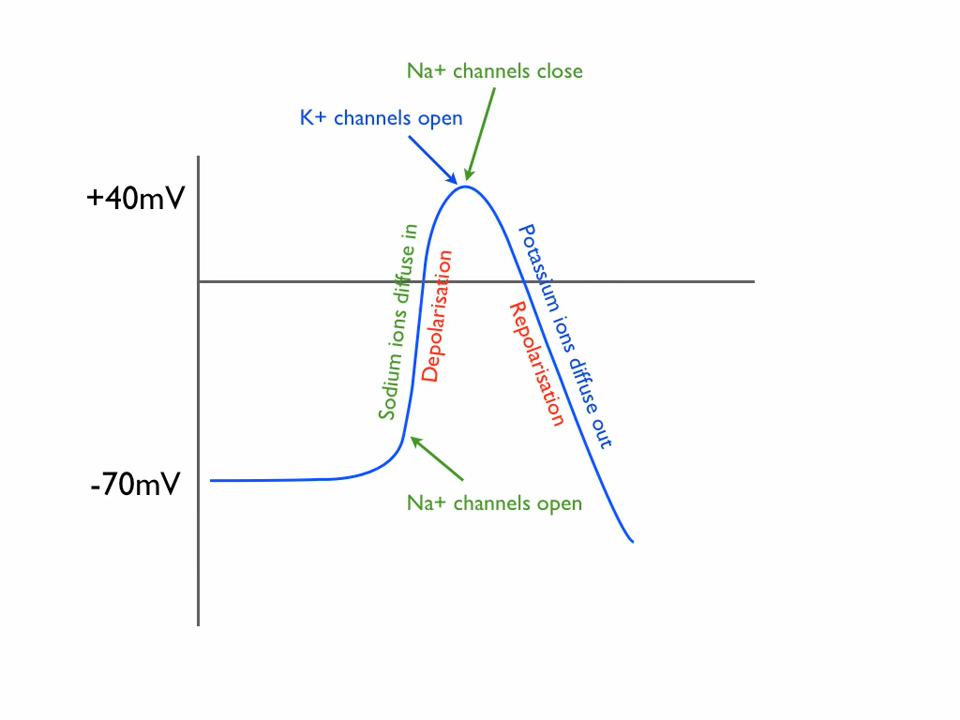 Na+ channels close
K+ channels open
+40mV
Sodium ions diffuse in
Depolarisation
Potassium ions diffuse out
Repolarisation
-70mV
Na+ channels open